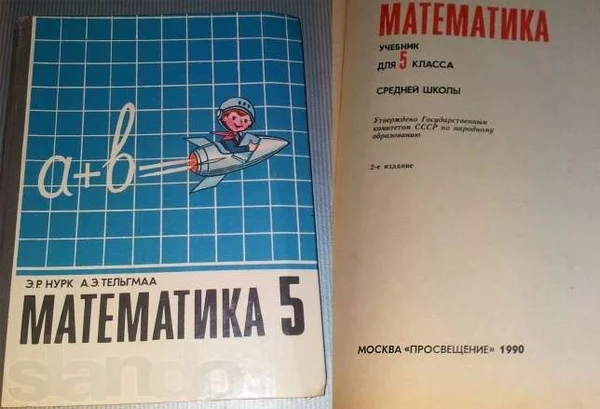 a+b=
Э.Р. НУРК А.Э.ТЕЛЬГМАА
МАТЕМАТИКА 5
МАТЕМАТИКА
УЧЕБНИК
ДЛЯ 5 КЛАССА
СРЕДНЕЙ ШКОЛЫ
Утверждено Государственным
комитетом СССР по народному
образованию
2-е издание
МОСКВА «ПРОСВЕЩЕНИЕ» 1990